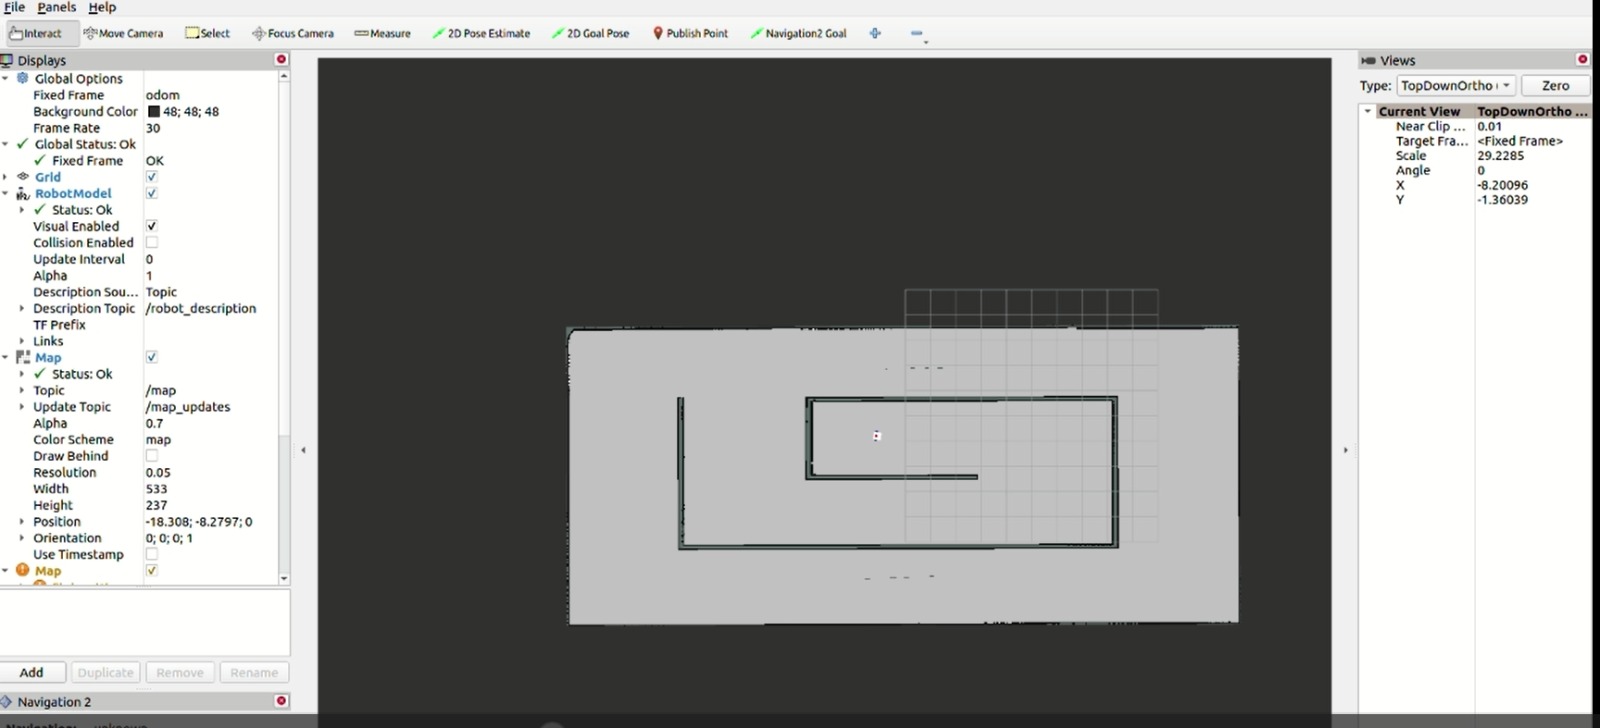 File Panels Help
Interact Move Camera Select Focus Camera Measure 2D Pose Estimate 2D Goal Pose Publish Point Navigation2 Goal
Displays
Global Options
Fixed Frame odom
Background Color 48; 48; 48
Frame Rate 30
Global Status: Ok
Fixed Frame OK
Grid
RobotModel
Status: Ok
Visual Enabled
Collision Enabled
Update Interval 0
Alpha 1
Description Sou... Topic
Description Topic /robot_description
TF Prefix
Links
Map
Status: Ok
Topic /map
Update Topic /map_updates
Alpha 0.7
Color Scheme map
Draw Behind
Resolution 0.05
Width 533
Height 237
Position -18.308; -8.2797; 0
Orientation 0; 0; 0; 1
Use Timestamp
Map
Add Duplicate Remove Rename
Navigation 2
Views
Type: TopDownOrtho Zero
Current View TopDownOrtho ...
Near Clip ... 0.01
Target Fra... <Fixed Frame>
Scale 29.2285
Angle 0
X -8.20096
Y -1.36039